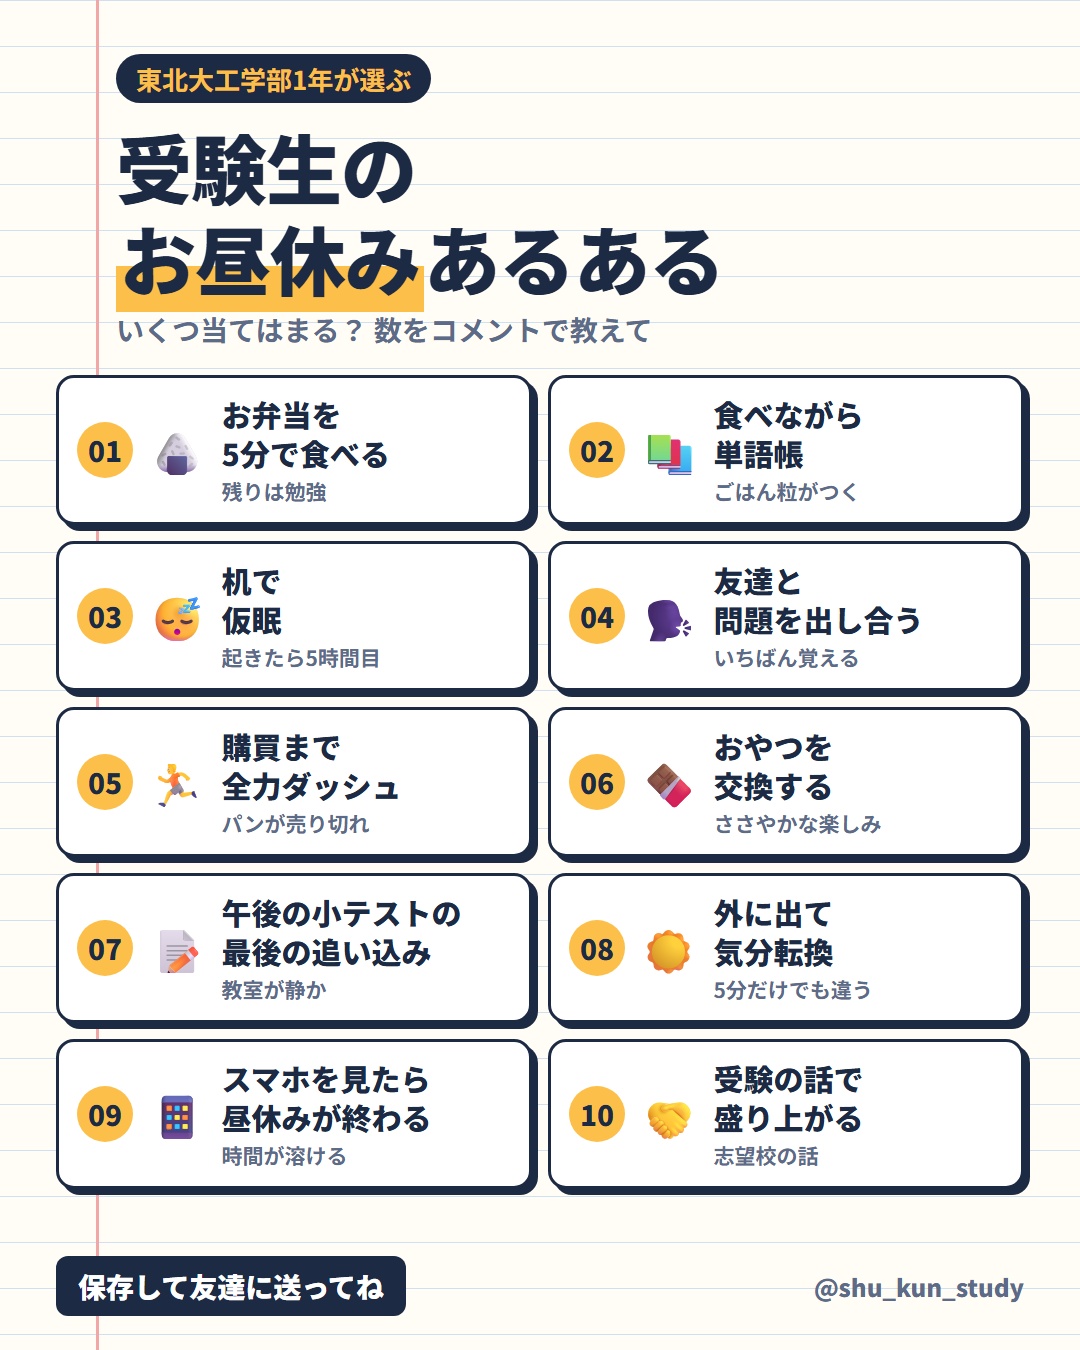 東北大工学部1年が選ぶ
受験生の
お昼休みあるある
いくつ当てはまる？ 数をコメントで教えて
01
お弁当を
5分で食べる
残りは勉強
02
食べながら
単語帳
ごはん粒がつく
03
机で
仮眠
起きたら5時間目
04
友達と
問題を出し合う
いちばん覚える
05
購買まで
全力ダッシュ
パンが売り切れ
06
おやつを
交換する
ささやかな楽しみ
07
午後の小テストの
最後の追い込み
教室が静か
08
外に出て
気分転換
5分だけでも違う
09
スマホを見たら
昼休みが終わる
時間が溶ける
10
受験の話で
盛り上がる
志望校の話
保存して友達に送ってね
@shu_kun_study